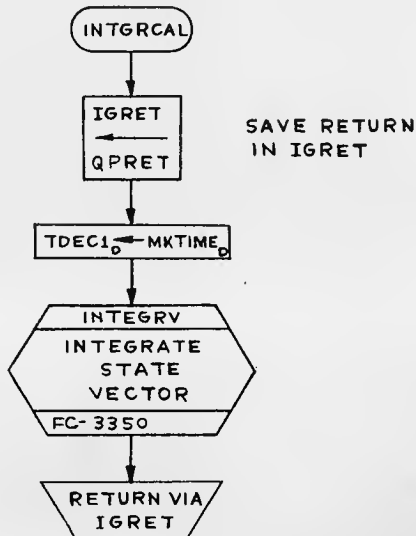 INTGRCAL
IGRET
←
QPRET
SAVE RETURN
IN IGRET
TDEC1D ← MKTIMED
INTEGRV
INTEGRATE
STATE
VECTOR
FC-3350
RETURN VIA
IGRET